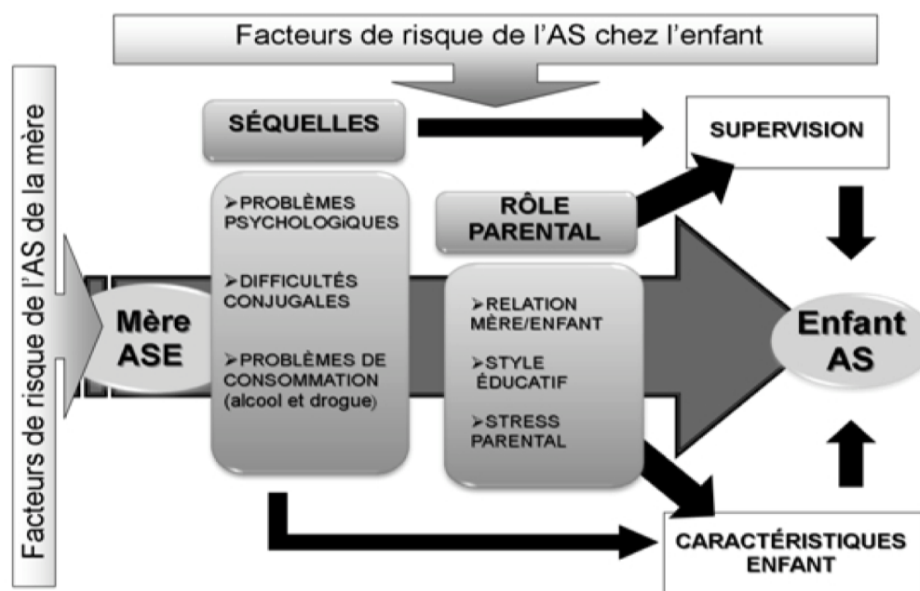 Facteurs de risque de l'AS chez l'enfant
Facteurs de risque de l'AS de la mère
SÉQUELLES
SUPERVISION
➢PROBLÈMES
PSYCHOLOGiQUES
➢DIFFICULTÉS
CONJUGALES
➢PROBLÈMES DE
CONSOMMATION
(alcool et drogue)
RÔLE
PARENTAL
➢RELATION
MÈRE/ENFANT
➢STYLE
ÉDUCATIF
➢STRESS
PARENTAL
Mère
ASE
Enfant
AS
CARACTÉRISTIQUES
ENFANT